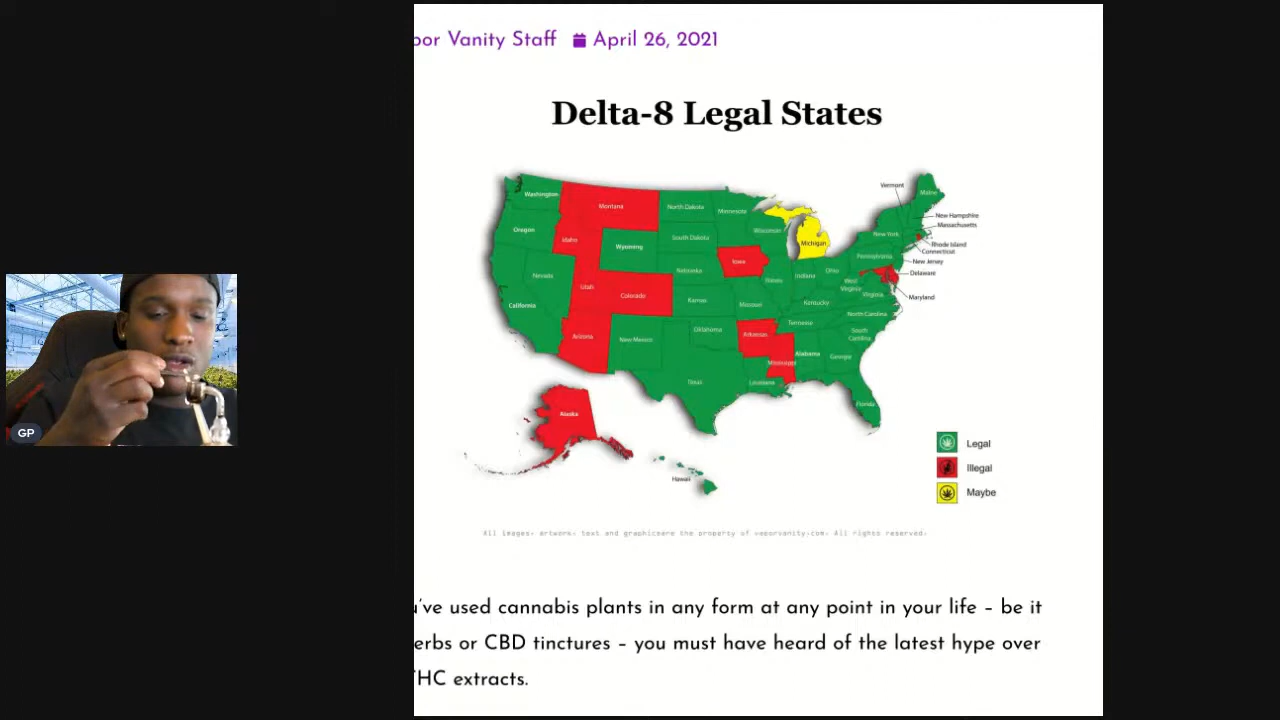 oor Vanity Staff April 26, 2021
Delta-8 Legal States
Washington
Montana
North Dakota
Minnesota
Vermont
Maine
Oregon
Idaho
Wyoming
South Dakota
Wisconsin
Michigan
New York
New Hampshire
Massachusetts
Rhode Island
Connecticut
New Jersey
Delaware
Maryland
Nevada
Utah
Colorado
Nebraska
Iowa
Illinois
Indiana
Ohio
Pennsylvania
West
Virginia
Virginia
California
Arizona
New Mexico
Kansas
Missouri
Kentucky
North Carolina
Oklahoma
Arkansas
Tennesse
South
Carolina
Texas
Louisiana
Mississippi
Alabama
Georgia
Florida
Alaska
Hawaii
Legal
Illegal
Maybe
All images, artwork, text and graphicsare the property of vaporvanity.com. All rights reserved.
u've used cannabis plants in any form at any point in your life – be it
erbs or CBD tinctures – you must have heard of the latest hype over
THC extracts.
GP